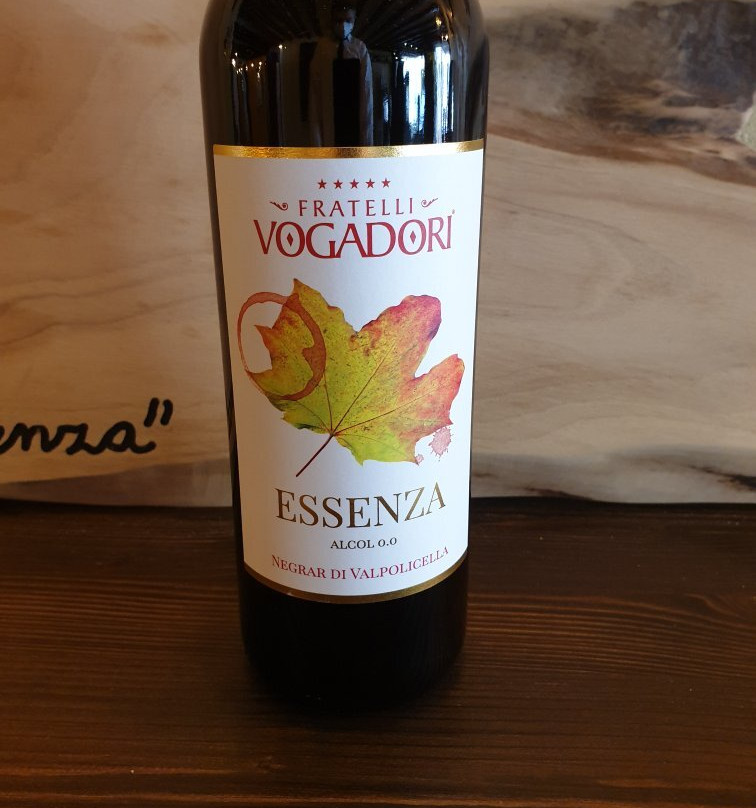 FRATELLI
VOGADORI
ESSENZA
ALCOL 0.0
NEGRAR DI VALPOLICELLA
enza"